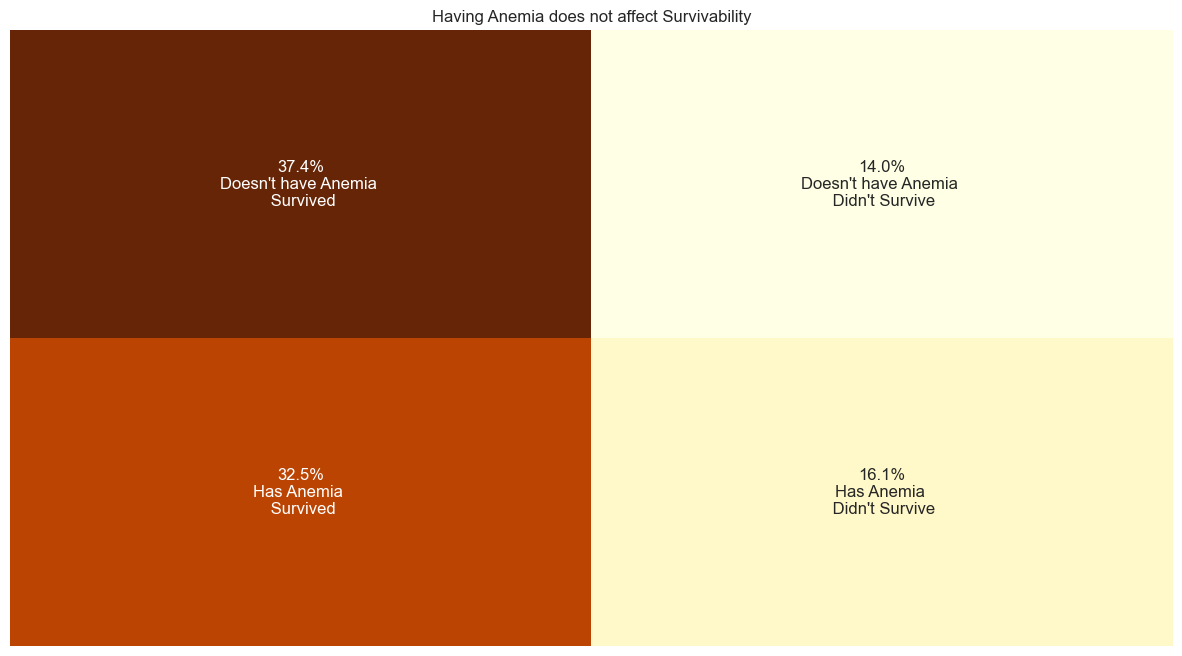 Having Anemia does not affect Survivability
37.4%
Doesn't have Anemia
Survived
14.0%
Doesn't have Anemia
Didn't Survive
32.5%
Has Anemia
Survived
16.1%
Has Anemia
Didn't Survive